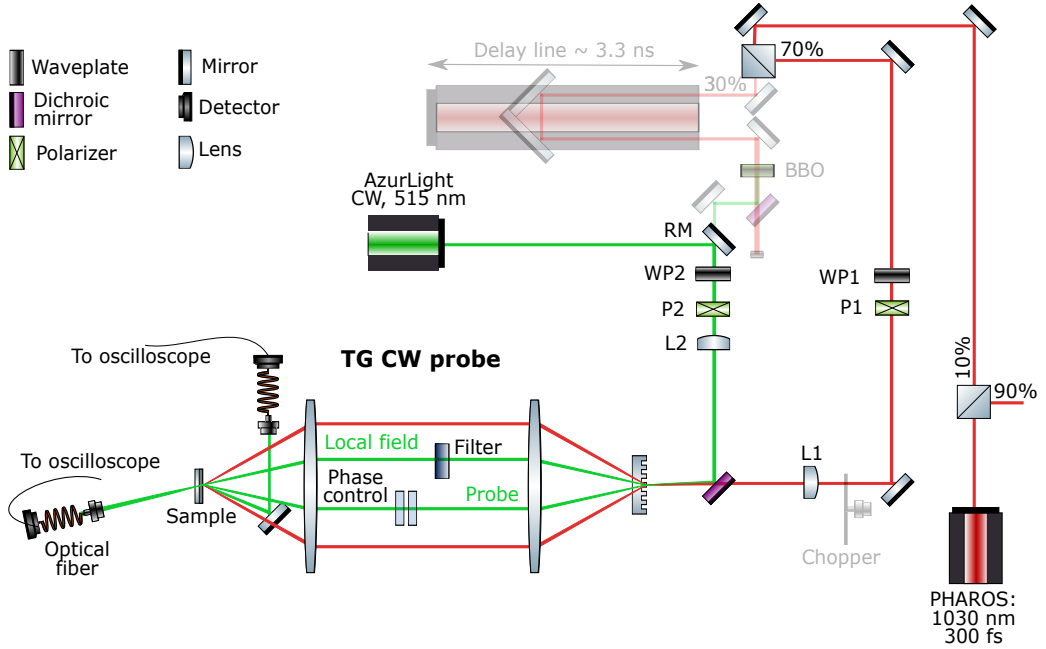 Waveplate
Dichroic
mirror
Polarizer
Mirror
Detector
Lens
Delay line ~ 3.3 ns
70%
30%
BBO
AzurLight
CW, 515 nm
RM
WP2
P2
L2
WP1
P1
10%
90%
To oscilloscope
TG CW probe
Local field
Filter
Phase
control
Probe
To oscilloscope
Sample
Optical
fiber
L1
Chopper
PHAROS:
1030 nm
300 fs